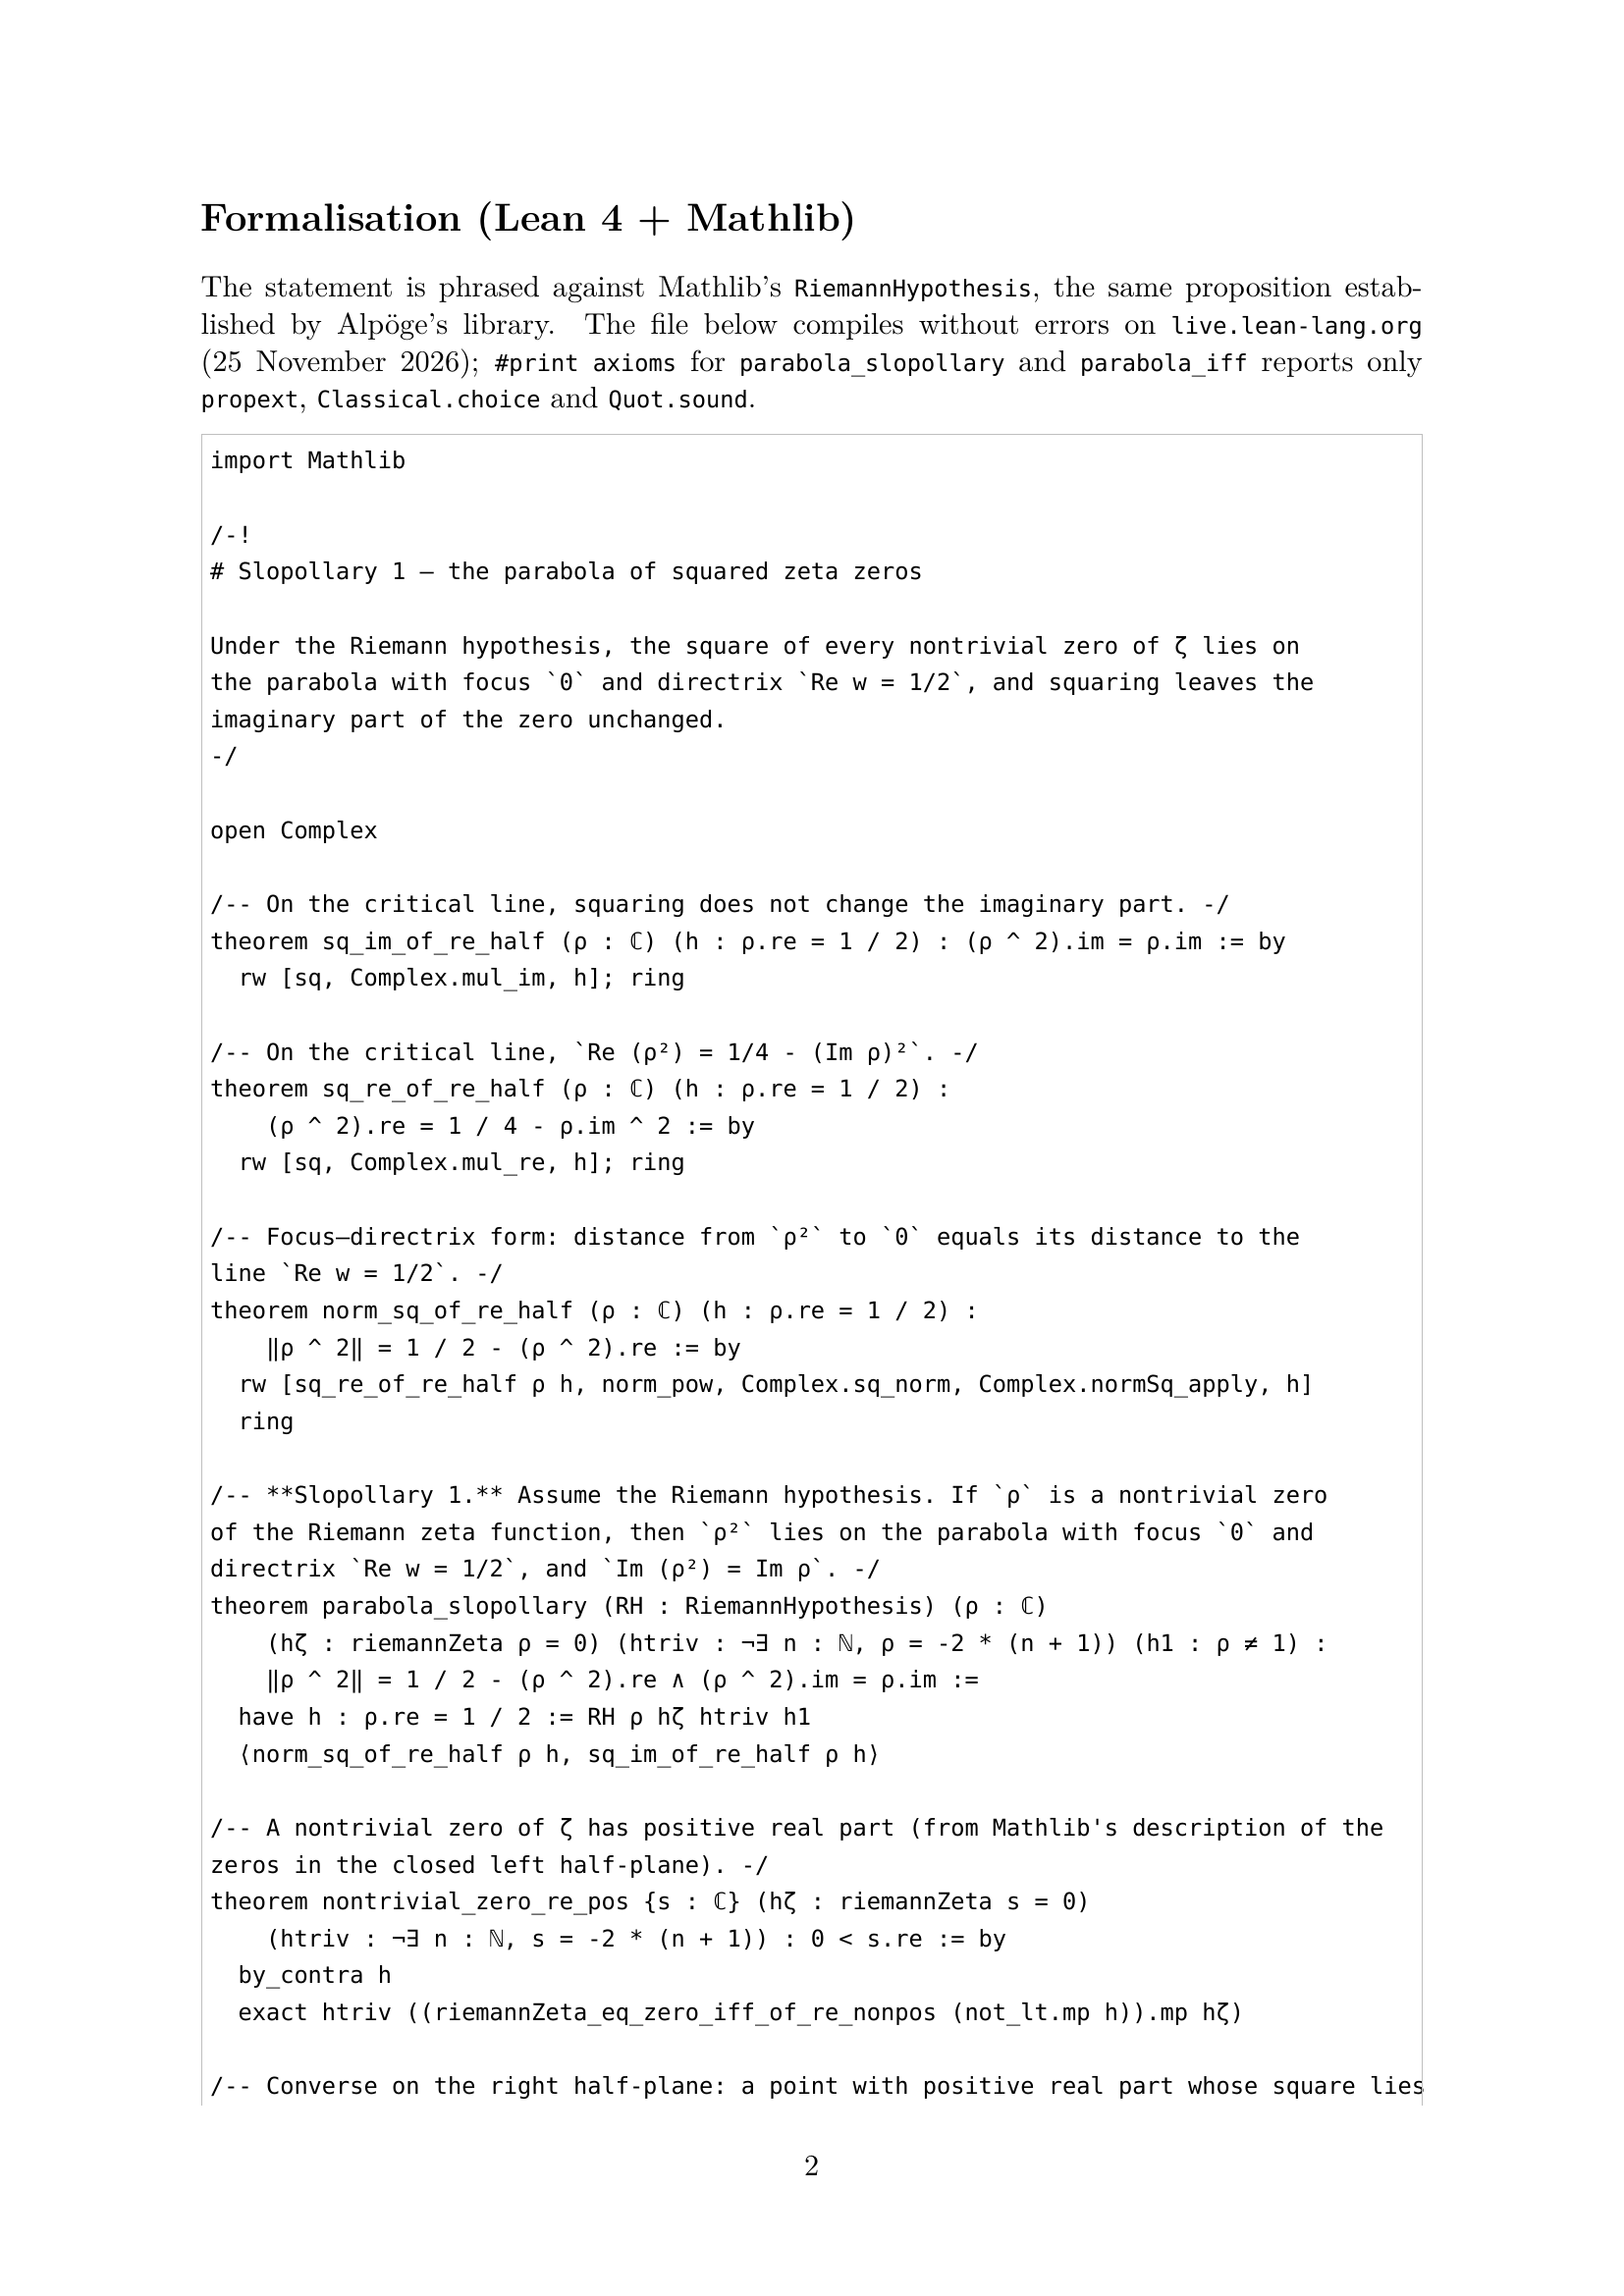 Formalisation (Lean 4 + Mathlib)
The statement is phrased against Mathlib's RiemannHypothesis, the same proposition estab-
lished by Alpöge's library. The file below compiles without errors on live.lean-lang.org
(25 November 2026); #print axioms for parabola_slopollary and parabola_iff reports only
propext, Classical.choice and Quot.sound.
import Mathlib
/-!
# Slopollary 1 — the parabola of squared zeta zeros
Under the Riemann hypothesis, the square of every nontrivial zero of ζ lies on
the parabola with focus `0` and directrix `Re w = 1/2`, and squaring leaves the
imaginary part of the zero unchanged.
-/
open Complex
/-- On the critical line, squaring does not change the imaginary part. -/
theorem sq_im_of_re_half (ρ : ℂ) (h : ρ.re = 1 / 2) : (ρ ^ 2).im = ρ.im := by
  rw [sq, Complex.mul_im, h]; ring
/-- On the critical line, `Re (ρ²) = 1/4 - (Im ρ)²`. -/
theorem sq_re_of_re_half (ρ : ℂ) (h : ρ.re = 1 / 2) :
    (ρ ^ 2).re = 1 / 4 - ρ.im ^ 2 := by
  rw [sq, Complex.mul_re, h]; ring
/-- Focus–directrix form: distance from `ρ²` to `0` equals its distance to the
line `Re w = 1/2`. -/
theorem norm_sq_of_re_half (ρ : ℂ) (h : ρ.re = 1 / 2) :
    ‖ρ ^ 2‖ = 1 / 2 - (ρ ^ 2).re := by
  rw [sq_re_of_re_half ρ h, norm_pow, Complex.sq_norm, Complex.normSq_apply, h]
  ring
/-- **Slopollary 1.** Assume the Riemann hypothesis. If `ρ` is a nontrivial zero
of the Riemann zeta function, then `ρ²` lies on the parabola with focus `0` and
directrix `Re w = 1/2`, and `Im (ρ²) = Im ρ`. -/
theorem parabola_slopollary (RH : RiemannHypothesis) (ρ : ℂ)
    (hζ : riemannZeta ρ = 0) (htriv : ¬∃ n : ℕ, ρ = -2 * (n + 1)) (h1 : ρ ≠ 1) :
    ‖ρ ^ 2‖ = 1 / 2 - (ρ ^ 2).re ∧ (ρ ^ 2).im = ρ.im :=
  have h : ρ.re = 1 / 2 := RH ρ hζ htriv h1
  ⟨norm_sq_of_re_half ρ h, sq_im_of_re_half ρ h⟩
/-- A nontrivial zero of ζ has positive real part (from Mathlib's description of the
zeros in the closed left half-plane). -/
theorem nontrivial_zero_re_pos {s : ℂ} (hζ : riemannZeta s = 0)
    (htriv : ¬∃ n : ℕ, s = -2 * (n + 1)) : 0 < s.re := by
  by_contra h
  exact htriv ((riemannZeta_eq_zero_iff_of_re_nonpos (not_lt.mp h)).mp hζ)
/-- Converse on the right half-plane: a point with positive real part whose square lies
2